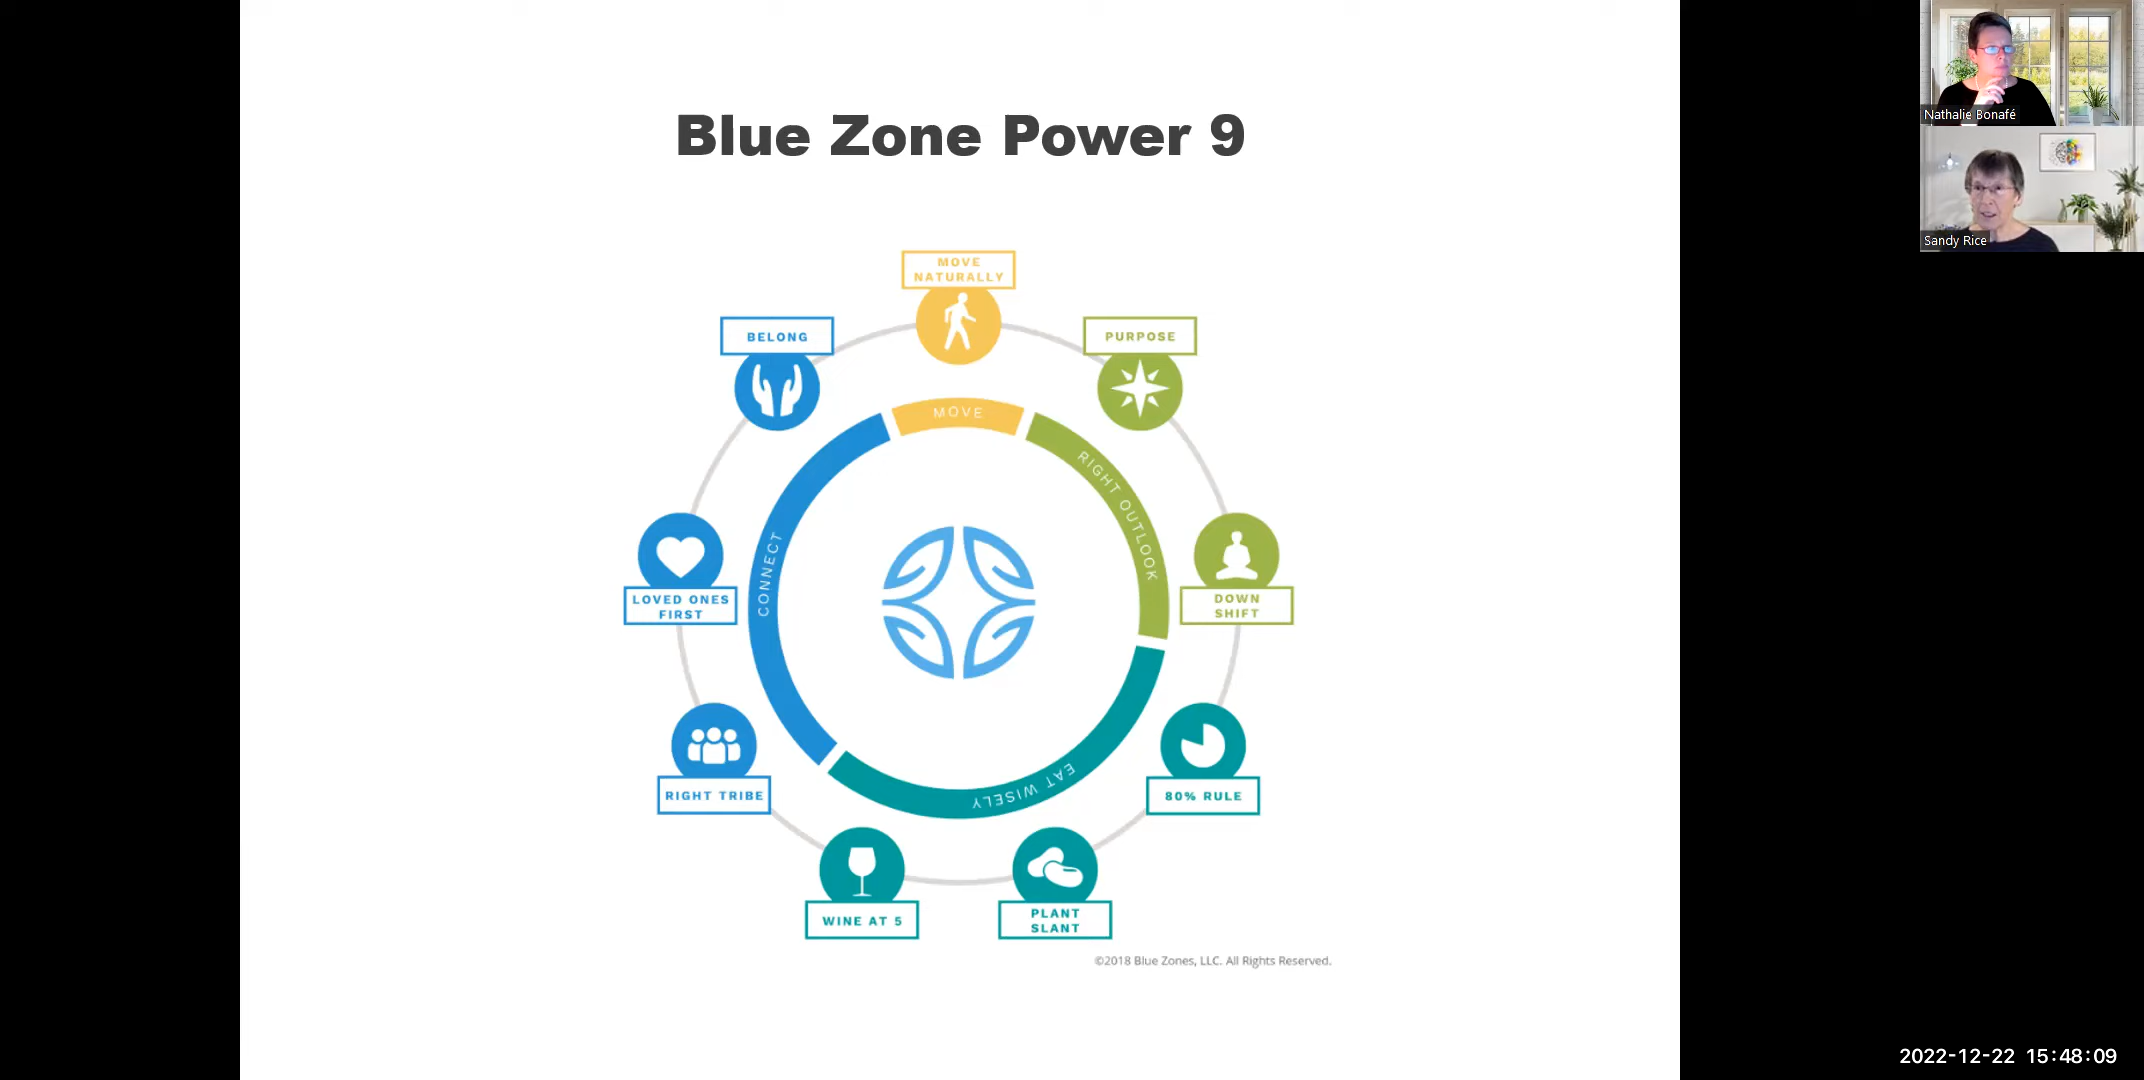 Blue Zone Power 9
MOVE
NATURALLY
BELONG
PURPOSE
MOVE
RIGHT OUTLOOK
CONNECT
LOVED ONES
FIRST
DOWN
SHIFT
EAT WISELY
RIGHT TRIBE
80% RULE
WINE AT 5
PLANT
SLANT
©2018 Blue Zones, LLC. All Rights Reserved.
Nathalie Bonafé
Sandy Rice
2022-12-22 15:48:09